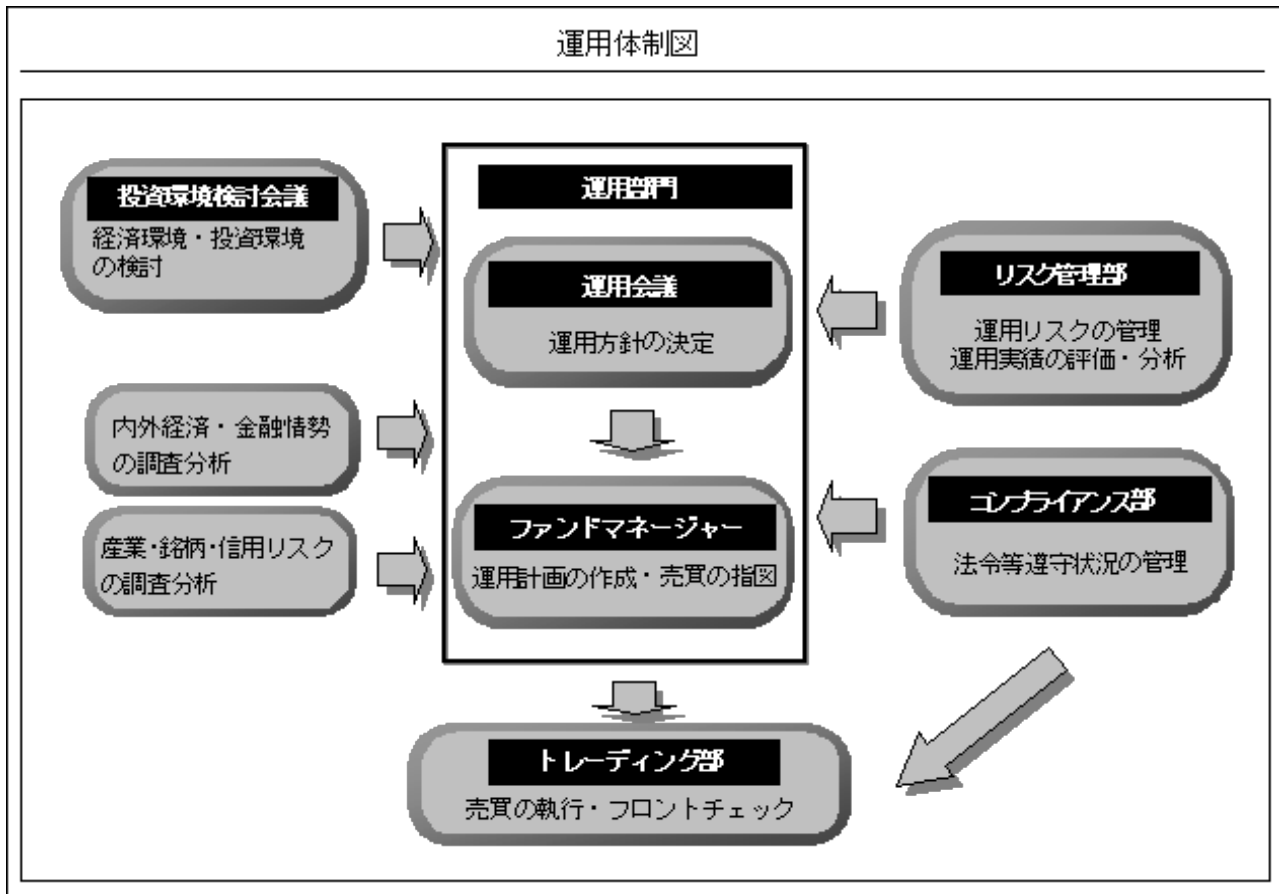 運用体制図
投資環境検討会議
経済環境・投資環境
の検討
内外経済・金融情勢
の調査分析
産業・銘柄・信用リスク
の調査分析
運用部門
運用会議
運用方針の決定
ファンドマネージャー
運用計画の作成・売買の指図
リスク管理部
運用リスクの管理
運用実績の評価・分析
コンプライアンス部
法令等遵守状況の管理
トレーディング部
売買の執行・フロントチェック